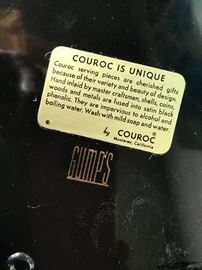 COUROC IS UNIQUE
Couroc serving pieces are cherished gifts
because of their variety and beauty of design.
Hand inlaid by master craftsmen, shells, coins,
woods and metals are fused into satin black
phenolic. They are impervious to alcohol and
boiling water. Wash with mild soap and water.
©
by COUROC®
Monterey, California
GUMP'S